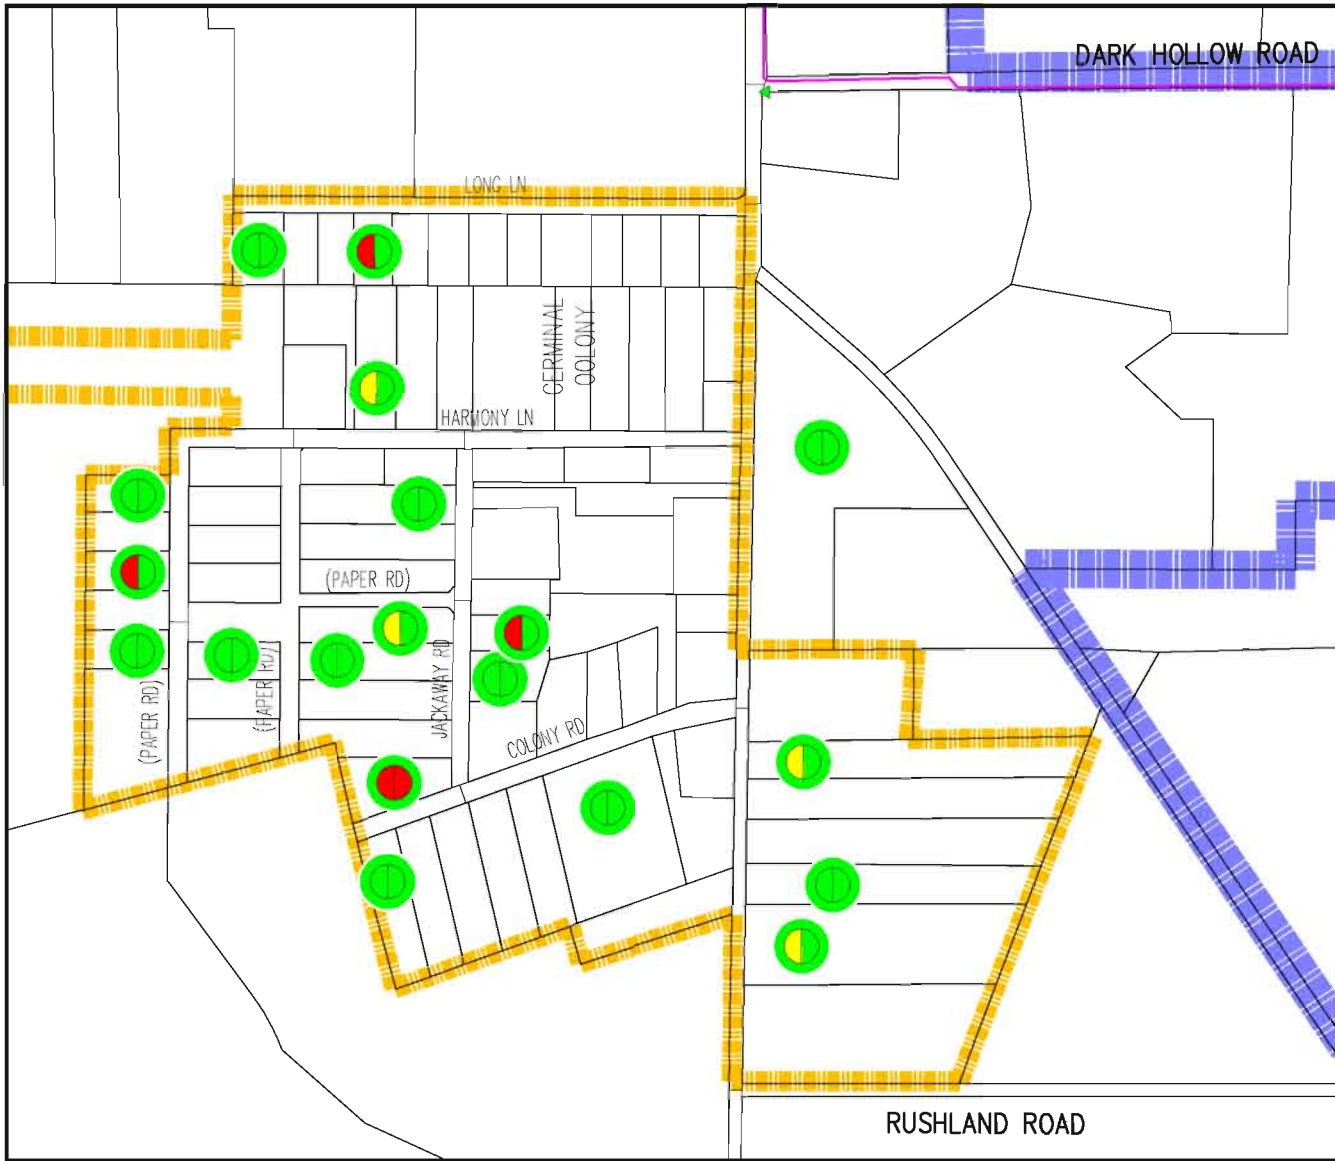 DARK HOLLOW ROAD
LONG LN
GERMINAL
COLONY
HARMONY LN
(PAPER RD)
JACKAWAY RD
(PAPER RD)
(PAPER RD)
COLONY RD
RUSHLAND ROAD